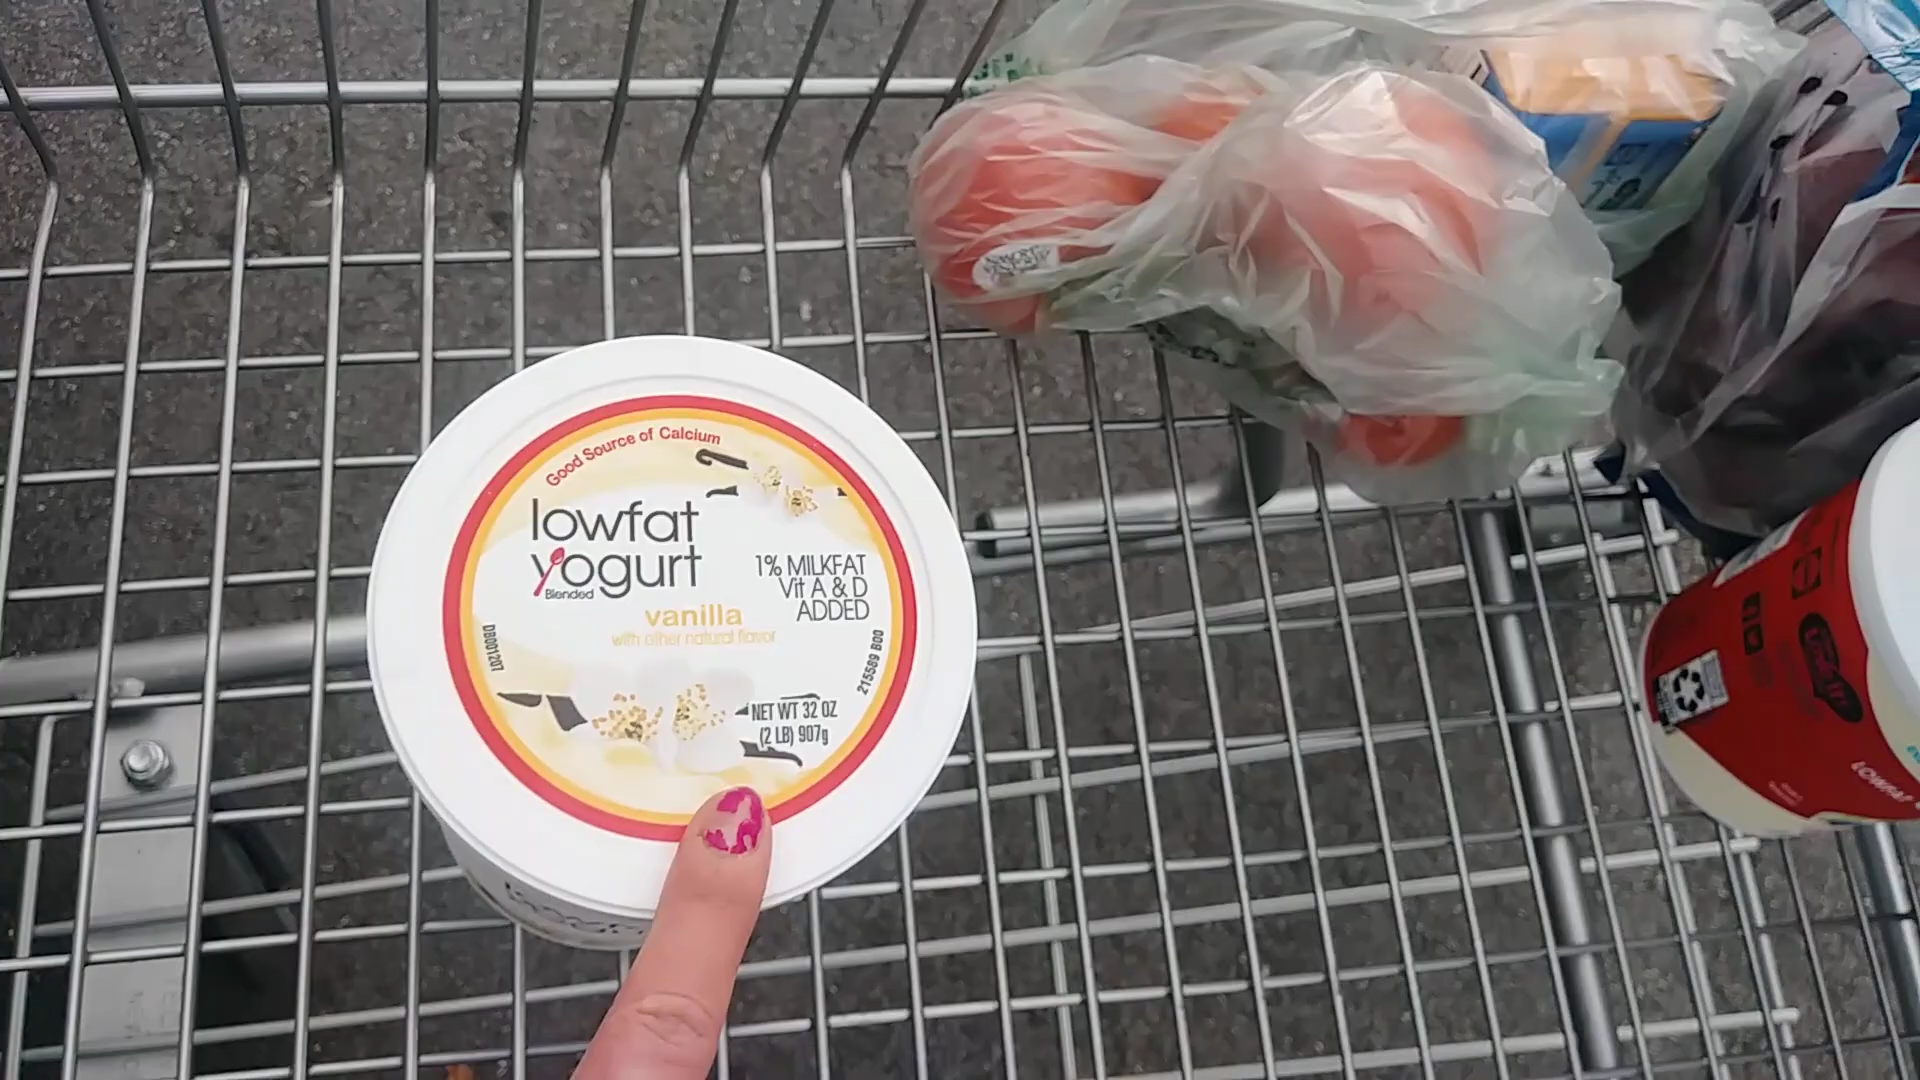 Good Source of Calcium
lowfat
yogurt
Blended
1% MILKFAT
Vit A & D
ADDED
vanilla
with other natural flavor
DB001207
215589 B00
NET WT 32 OZ
(2 LB) 907g
LOWFAT